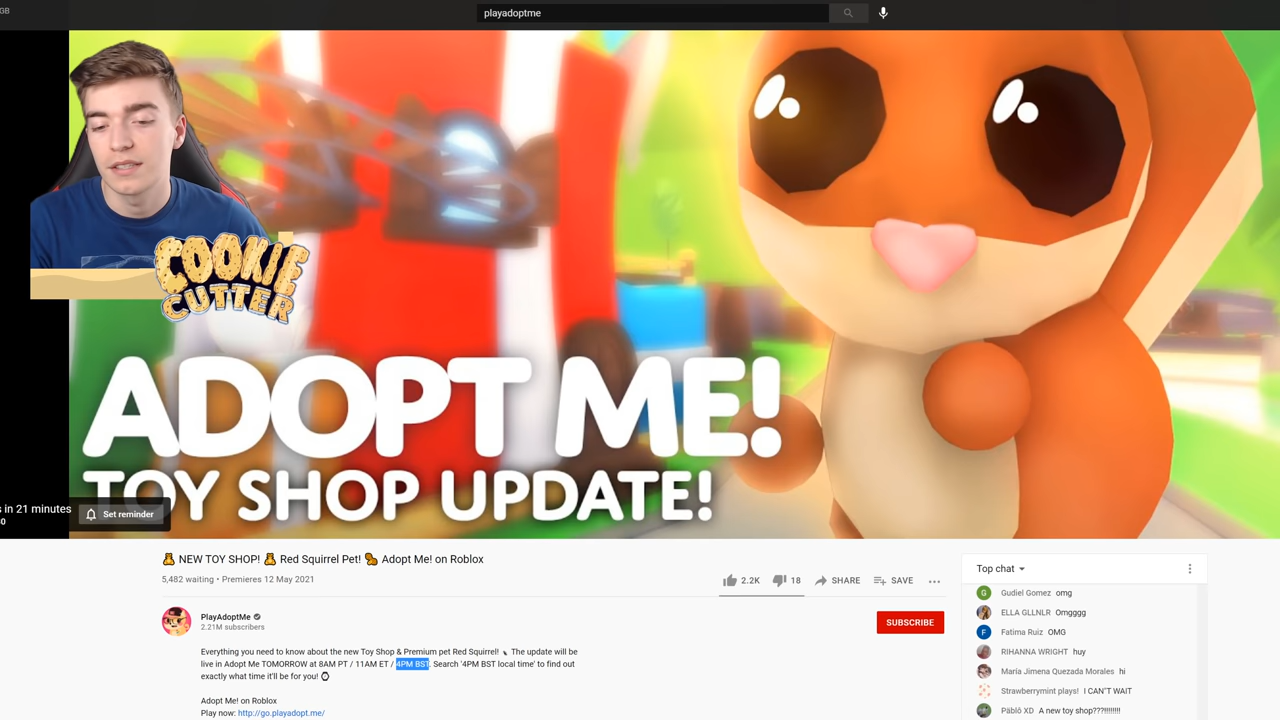 GB
playadoptme
COOKIE
CUTTER
ADOPT ME!
TOY SHOP UPDATE!
s in 21 minutes
Set reminder
NEW TOY SHOP! Red Squirrel Pet! Adopt Me! on Roblox
5,482 waiting • Premieres 12 May 2021
2.2K
18
SHARE
SAVE
PlayAdoptMe
2.21M subscribers
SUBSCRIBE
Everything you need to know about the new Toy Shop & Premium pet Red Squirrel! The update will be
live in Adopt Me TOMORROW at 8AM PT / 11AM ET / 4PM BST. Search '4PM BST local time' to find out
exactly what time it'll be for you!
Adopt Me! on Roblox
Play now: http://go.playadopt.me/
Top chat
G
Gudiel Gomez omg
ELLA GLLNLR Omgggg
F
Fatima Ruiz OMG
RIHANNA WRIGHT huy
Maria Jimena Quezada Morales hi
Strawberrymint plays! I CAN'T WAIT
Päblô XD A new toy shop???!!!!!!!!!